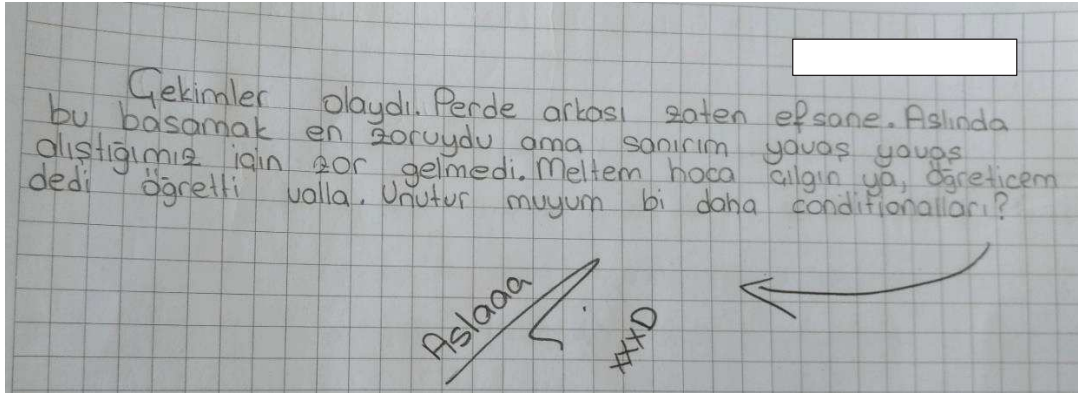 Çekimler olaydı. Perde arkası zaten efsane. Aslında
bu basamak en zoruydu ama sanırım yavaş yavaş
alıştığımız için zor gelmedi. Meltem hoca çılgın ya, öğreticem
dedi öğretti valla. Unutur muyum bi daha conditionalları?
Aslaaa
xxxD